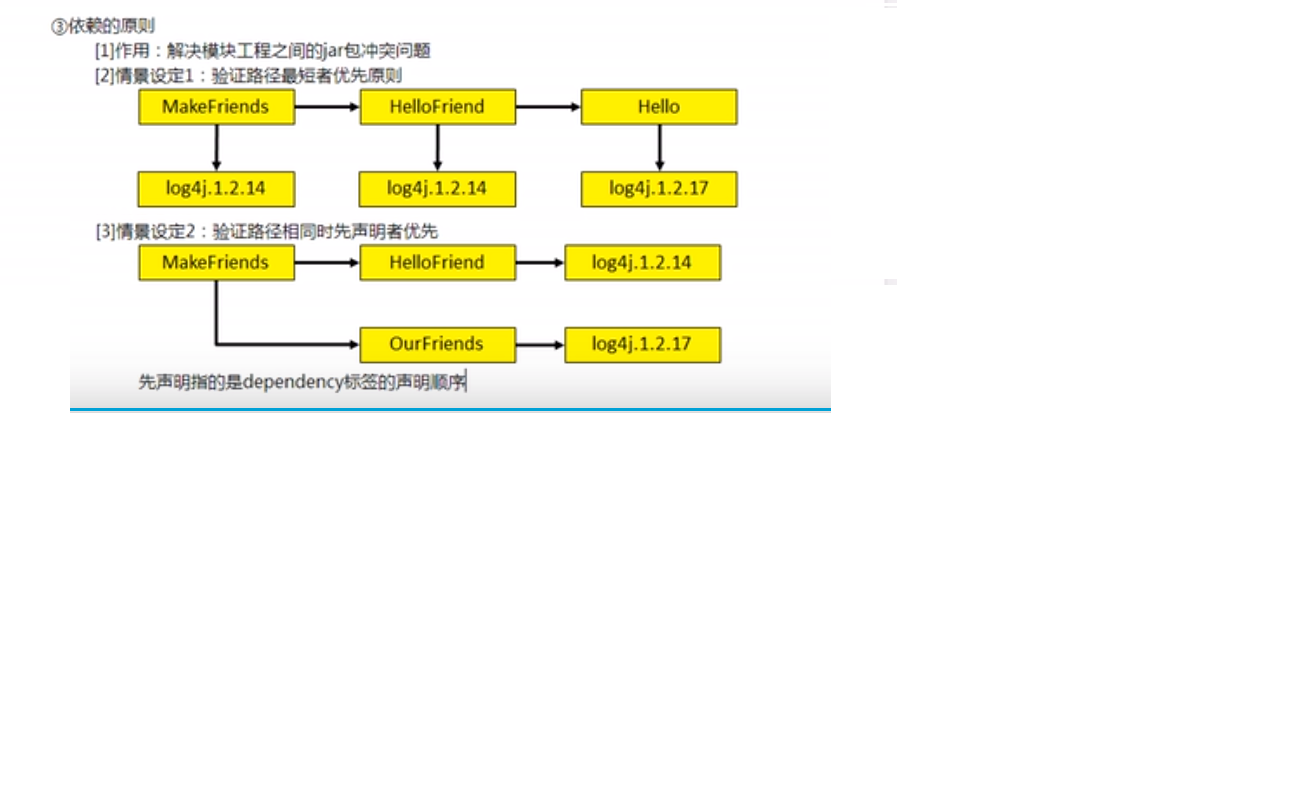 ③依赖的原则
[1]作用：解决模块工程之间的jar包冲突问题
[2]情景设定1：验证路径最短者优先原则
MakeFriends HelloFriend Hello
log4j.1.2.14 log4j.1.2.14 log4j.1.2.17
[3]情景设定2：验证路径相同时先声明者优先
MakeFriends HelloFriend log4j.1.2.14
OurFriends log4j.1.2.17
先声明指的是dependency标签的声明顺序